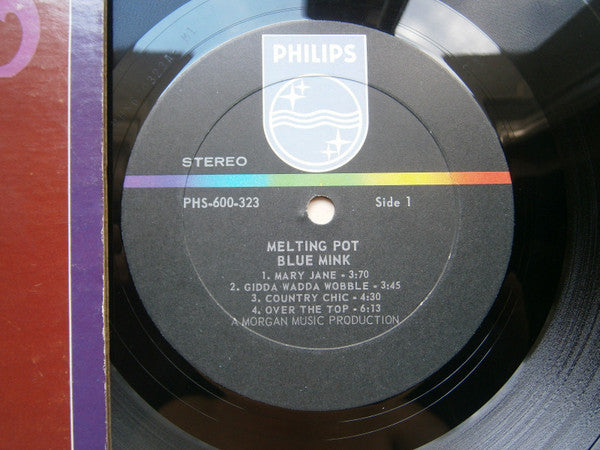 PHILIPS
STEREO
PHS-600-323 Side 1
MELTING POT
BLUE MINK
1. MARY JANE - 3:70
2. GIDDA WADDA WOBBLE - 3:45
3. COUNTRY CHIC - 4:30
4. OVER THE TOP - 6:13
A MORGAN MUSIC PRODUCTION